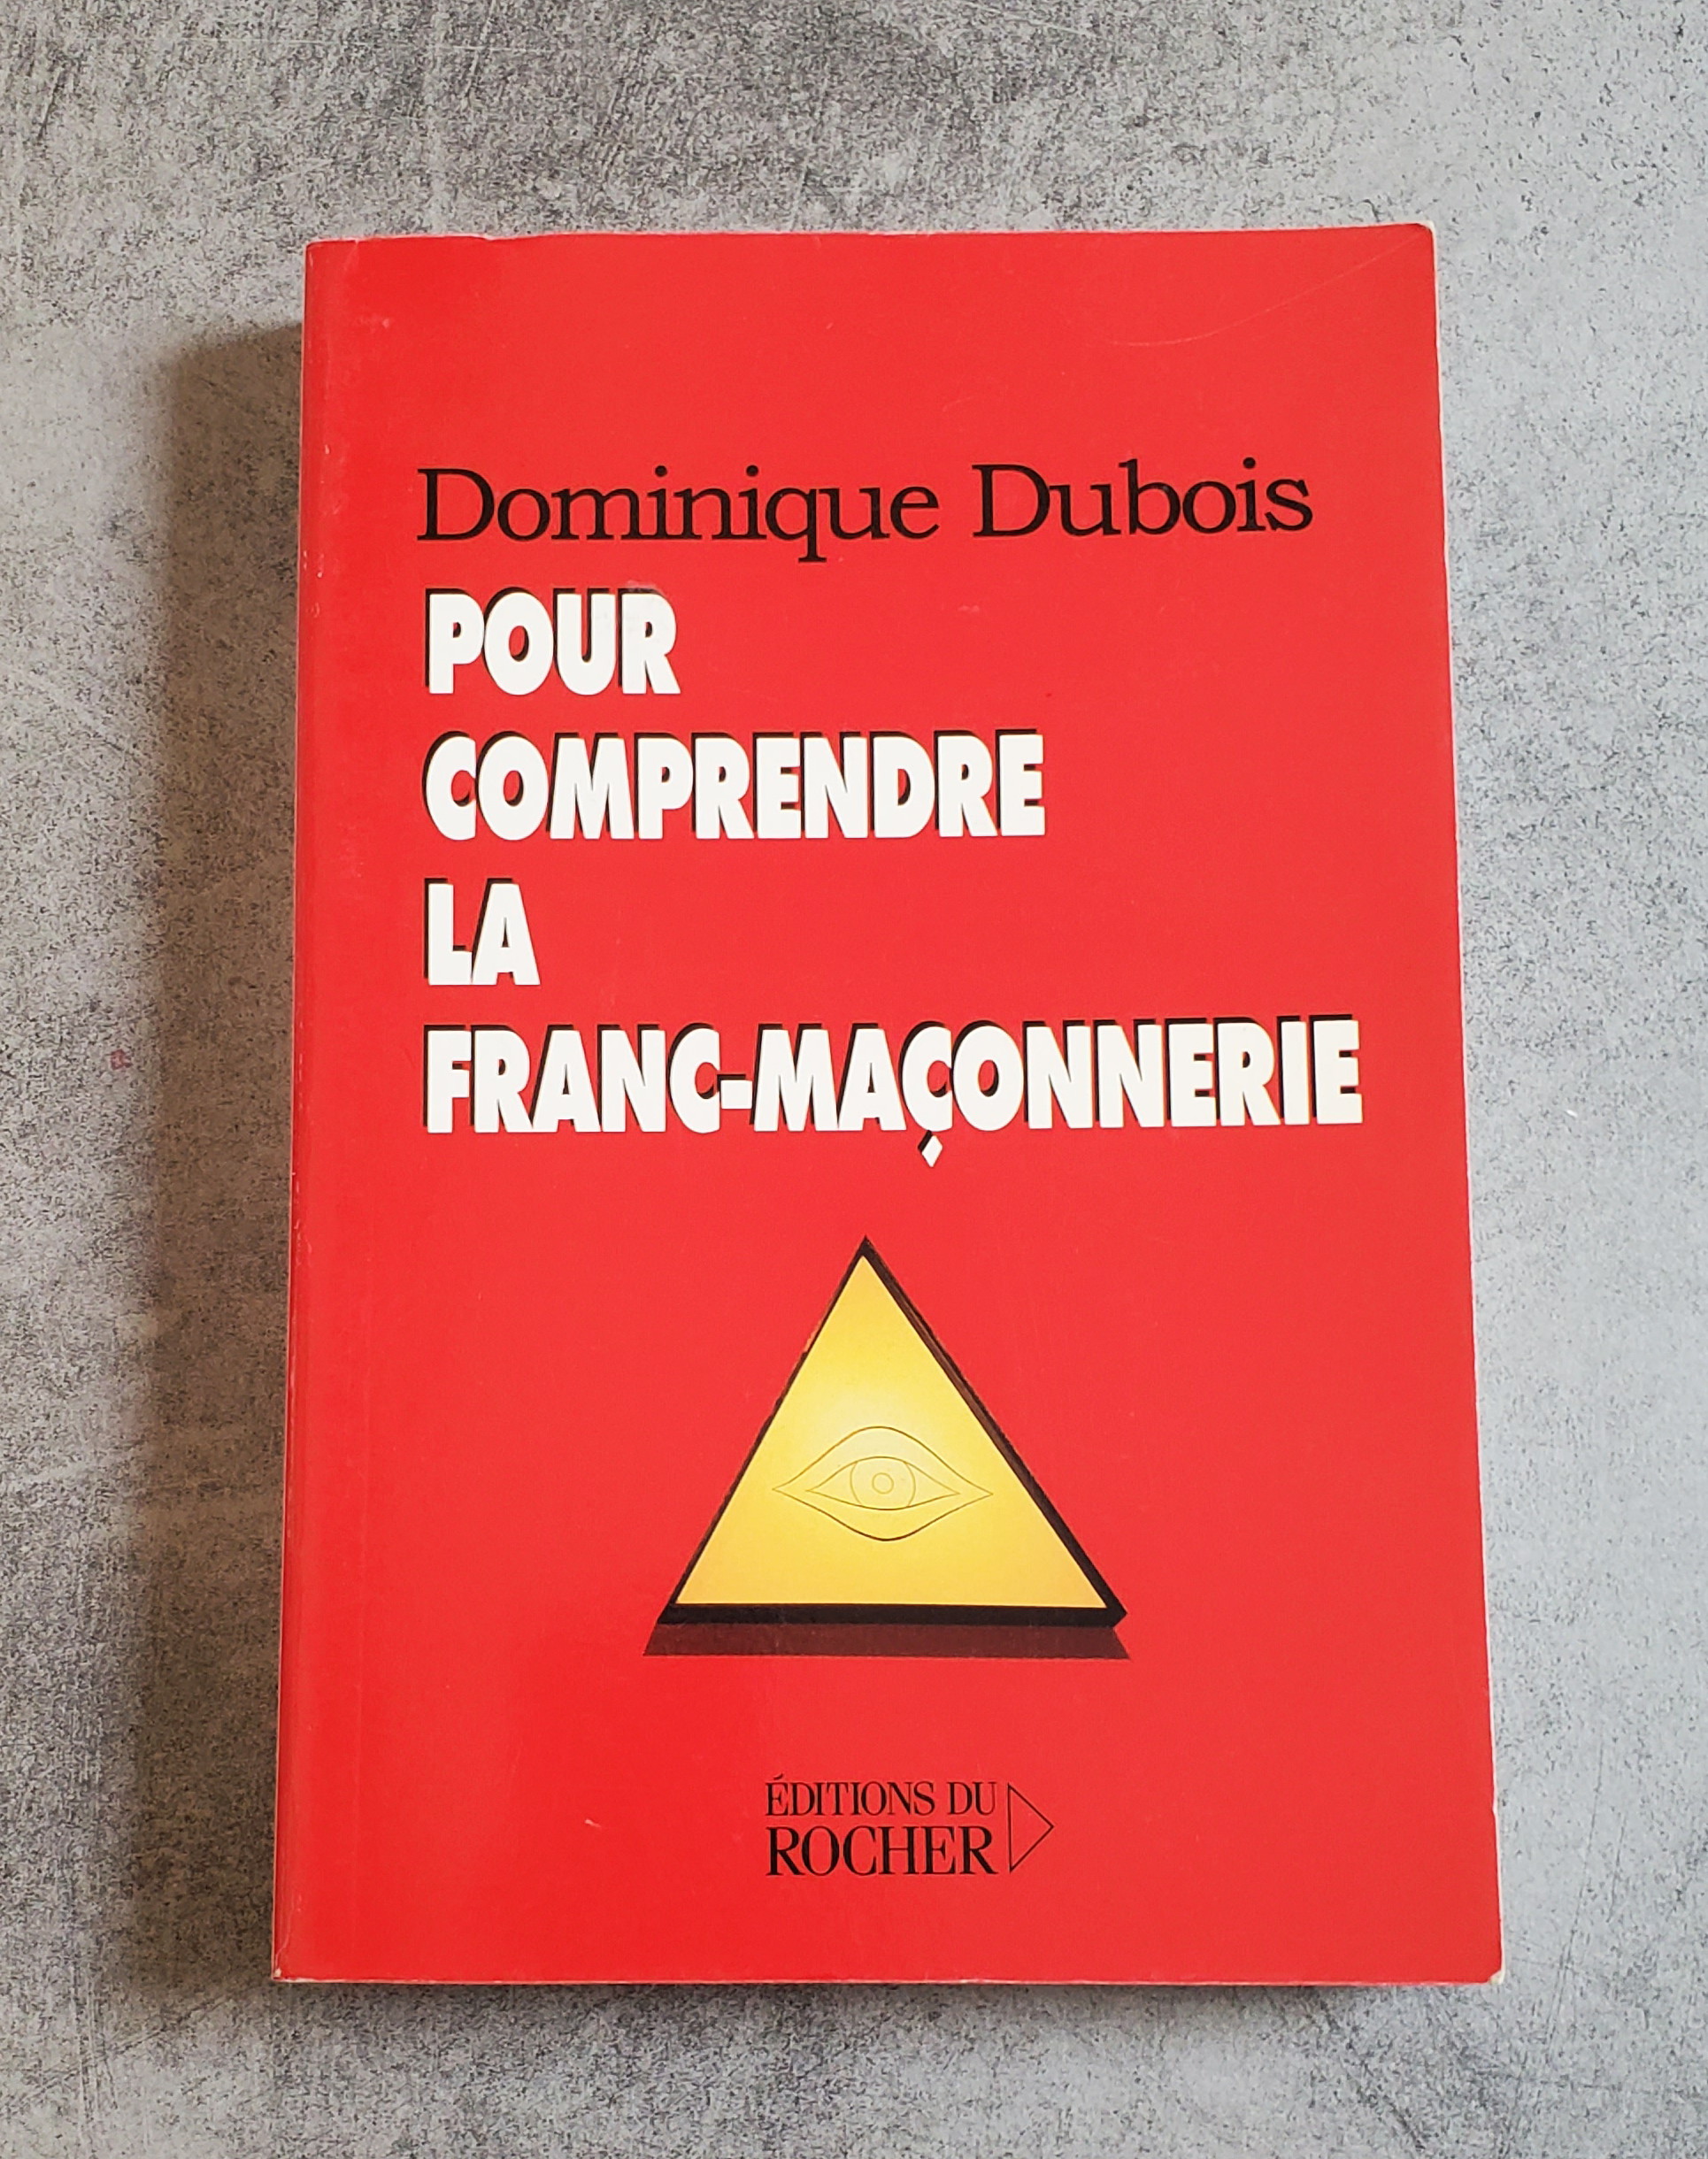 Dominique Dubois
POUR
COMPRENDRE
LA
FRANC-MAÇONNERIE
ÉDITIONS DU
ROCHER